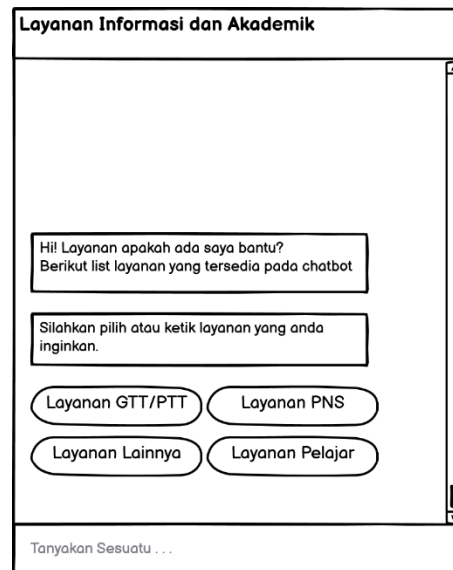 Layanan Informasi dan Akademik
Hi! Layanan apakah ada saya bantu?
Berikut list layanan yang tersedia pada chatbot
Silahkan pilih atau ketik layanan yang anda
inginkan.
Layanan GTT/PTT
Layanan PNS
Layanan Lainnya
Layanan Pelajar
Tanyakan Sesuatu . . .